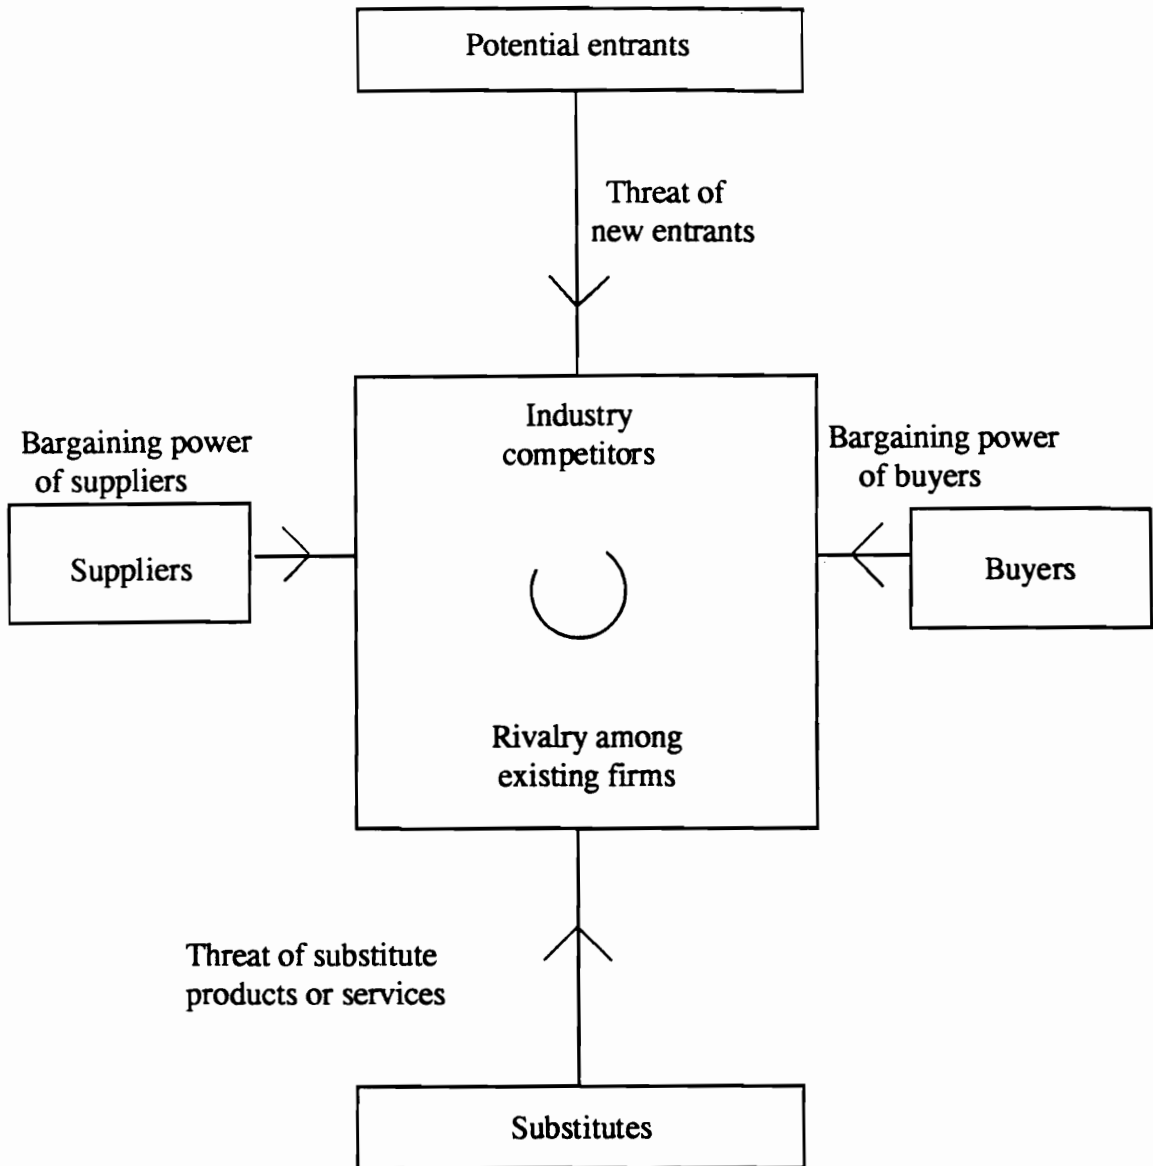 Potential entrants
Threat of
new entrants
Industry
competitors
Bargaining power
of suppliers
Bargaining power
of buyers
Suppliers
Buyers
Rivalry among
existing firms
Threat of substitute
products or services
Substitutes